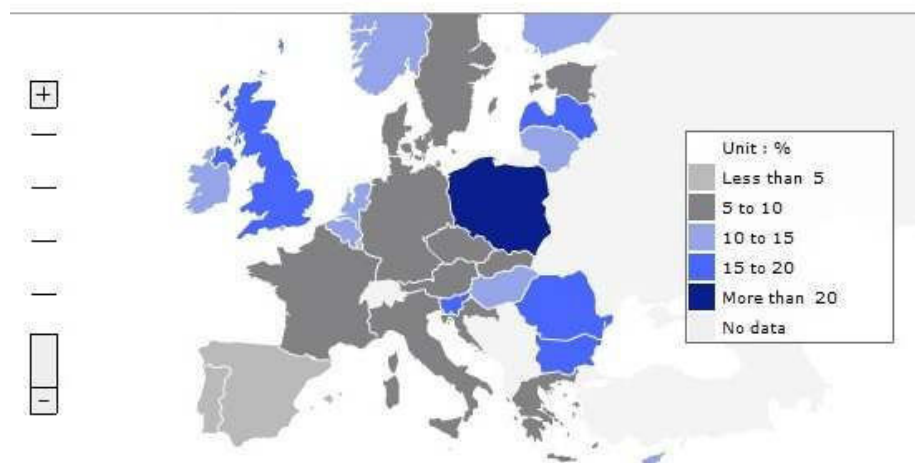 +
-
Unit : %
Less than 5
5 to 10
10 to 15
15 to 20
More than 20
No data